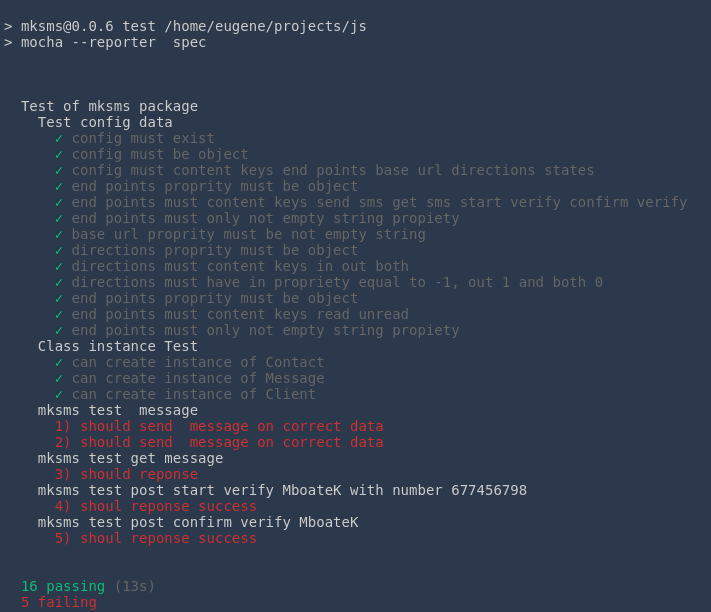 > mksms@0.0.6 test /home/eugene/projects/js
> mocha --reporter  spec
Test of mksms package
Test config data
✓ config must exist
✓ config must be object
✓ config must content keys end points base url directions states
✓ end points proprity must be object
✓ end points must content keys send sms get sms start verify confirm verify
✓ end points must only not empty string propiety
✓ base url proprity must be not empty string
✓ directions proprity must be object
✓ directions must content keys in out both
✓ directions must have in propriety equal to -1, out 1 and both 0
✓ end points proprity must be object
✓ end points must content keys read unread
✓ end points must only not empty string propiety
Class instance Test
✓ can create instance of Contact
✓ can create instance of Message
✓ can create instance of Client
mksms test  message
1) should send  message on correct data
2) should send  message on correct data
mksms test get message
3) should reponse
mksms test post start verify MboateK with number 677456798
4) shoul reponse success
mksms test post confirm verify MboateK
5) shoul reponse success
16 passing (13s)
5 failing